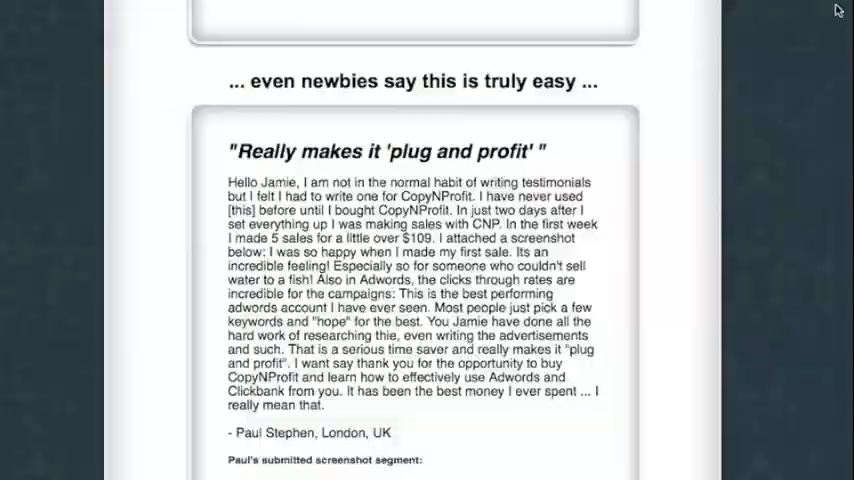 ... even newbies say this is truly easy ...
"Really makes it 'plug and profit' "
Hello Jamie, I am not in the normal habit of writing testimonials
but I felt I had to write one for CopyNProfit. I have never used
[this] before until I bought CopyNProfit. In just two days after I
set everything up I was making sales with CNP. In the first week
I made 5 sales for a little over $109. I attached a screenshot
below: I was so happy when I made my first sale. Its an
incredible feeling! Especially so for someone who couldn't sell
water to a fish! Also in Adwords, the clicks through rates are
incredible for the campaigns: This is the best performing
adwords account I have ever seen. Most people just pick a few
keywords and "hope" for the best. You Jamie have done all the
hard work of researching thie, even writing the advertisements
and such. That is a serious time saver and really makes it "plug
and profit". I want say thank you for the opportunity to buy
CopyNProfit and learn how to effectively use Adwords and
Clickbank from you. It has been the best money I ever spent ... I
really mean that.
- Paul Stephen, London, UK
Paul's submitted screenshot segment: